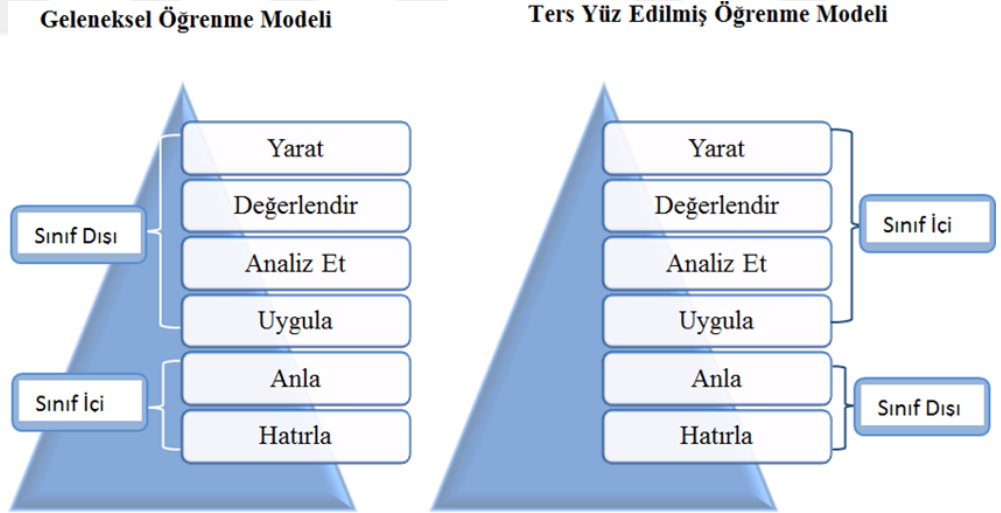 Geleneksel Öğrenme Modeli
Yarat
Değerlendir
Analiz Et
Uygula
Anla
Hatırla
Sınıf Dışı
Sınıf İçi
Ters Yüz Edilmiş Öğrenme Modeli
Yarat
Değerlendir
Analiz Et
Uygula
Anla
Hatırla
Sınıf İçi
Sınıf Dışı